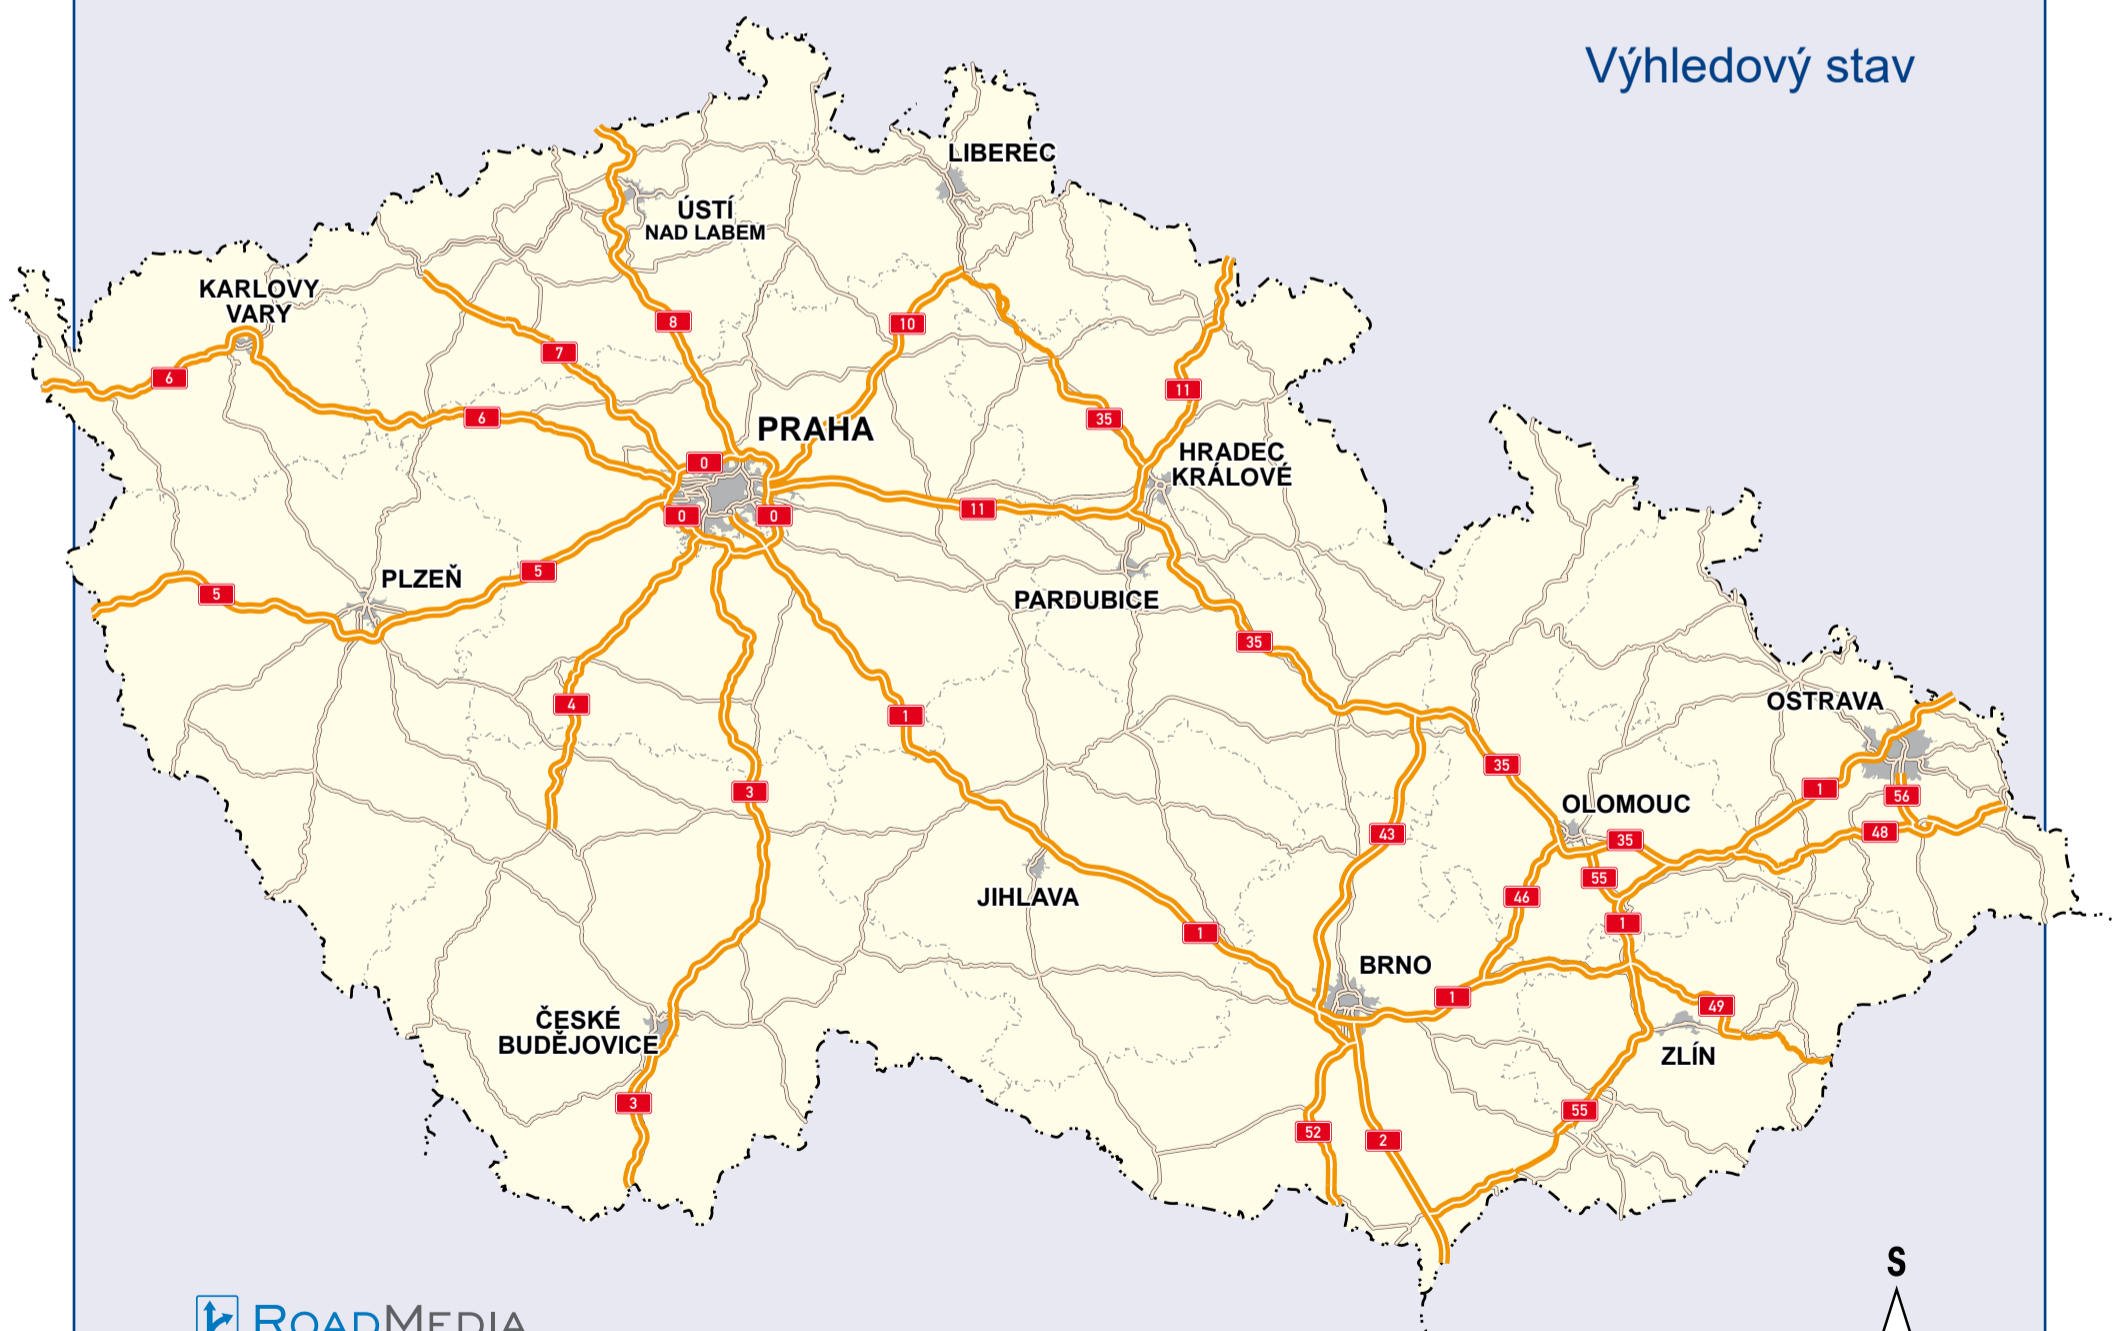 Výhledový stav
LIBEREC
ÚSTÍ
NAD LABEM
KARLOVY
VARY
8
10
7
6
11
6
35
PRAHA
HRADEC
KRÁLOVÉ
0
11
0
0
5
PLZEŇ
5
PARDUBICE
35
4
OSTRAVA
1
35
3
1
56
OLOMOUC
43
48
35
55
JIHLAVA
46
1
1
BRNO
1
49
ČESKÉ
BUDĚJOVICE
ZLÍN
3
55
52
2
S
ROADMEDIA